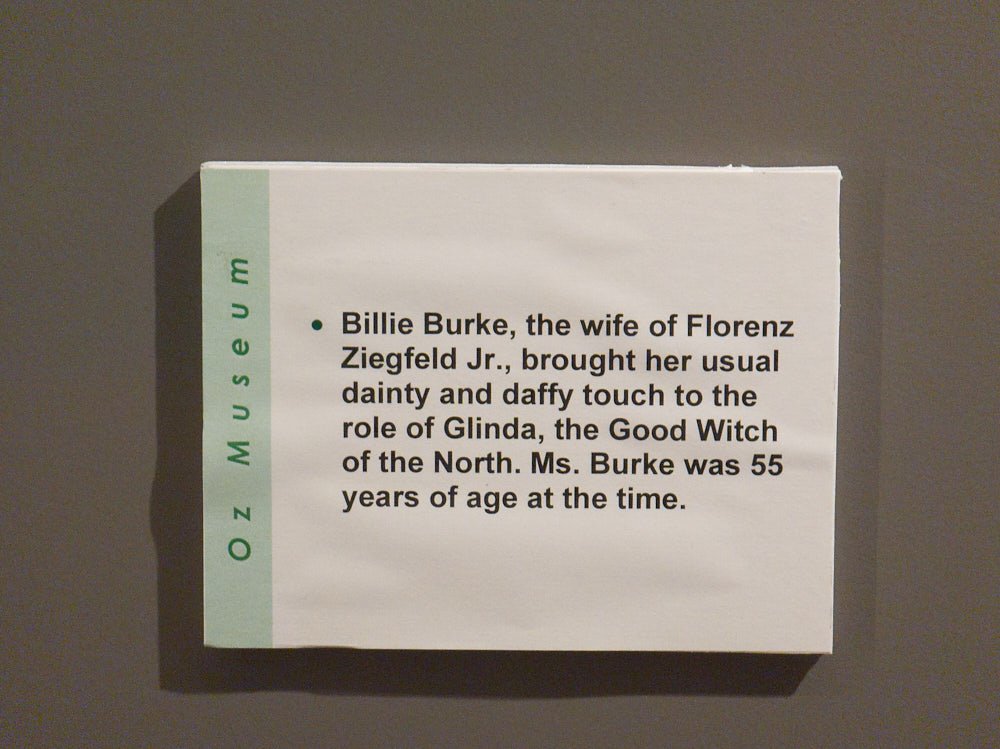 Oz Museum
• Billie Burke, the wife of Florenz
Ziegfeld Jr., brought her usual
dainty and daffy touch to the
role of Glinda, the Good Witch
of the North. Ms. Burke was 55
years of age at the time.